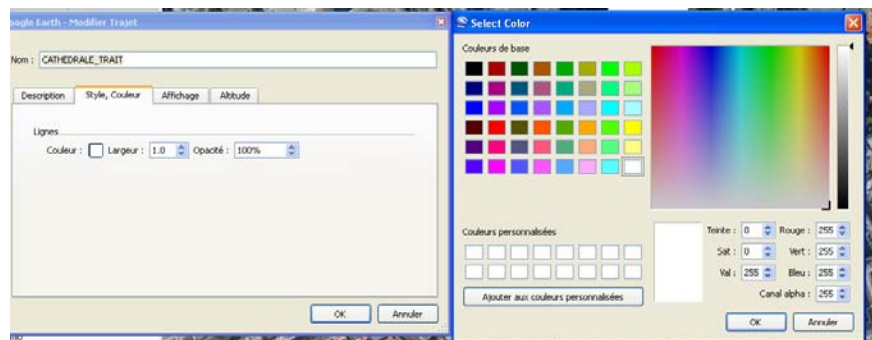 oogle Earth - Modifier Trajet
Nom : CATHEDRALE_TRAIT
Description Style, Couleur Affichage Altitude
Lignes
Couleur : Largeur : 1.0 Opacité : 100%
OK Annuler
Select Color
Couleurs de base
Couleurs personnalisées
Teinte : 0 Rouge : 255
Sat : 0 Vert : 255
Val : 255 Bleu : 255
Canal alpha : 255
Ajouter aux couleurs personnalisées
OK Annuler